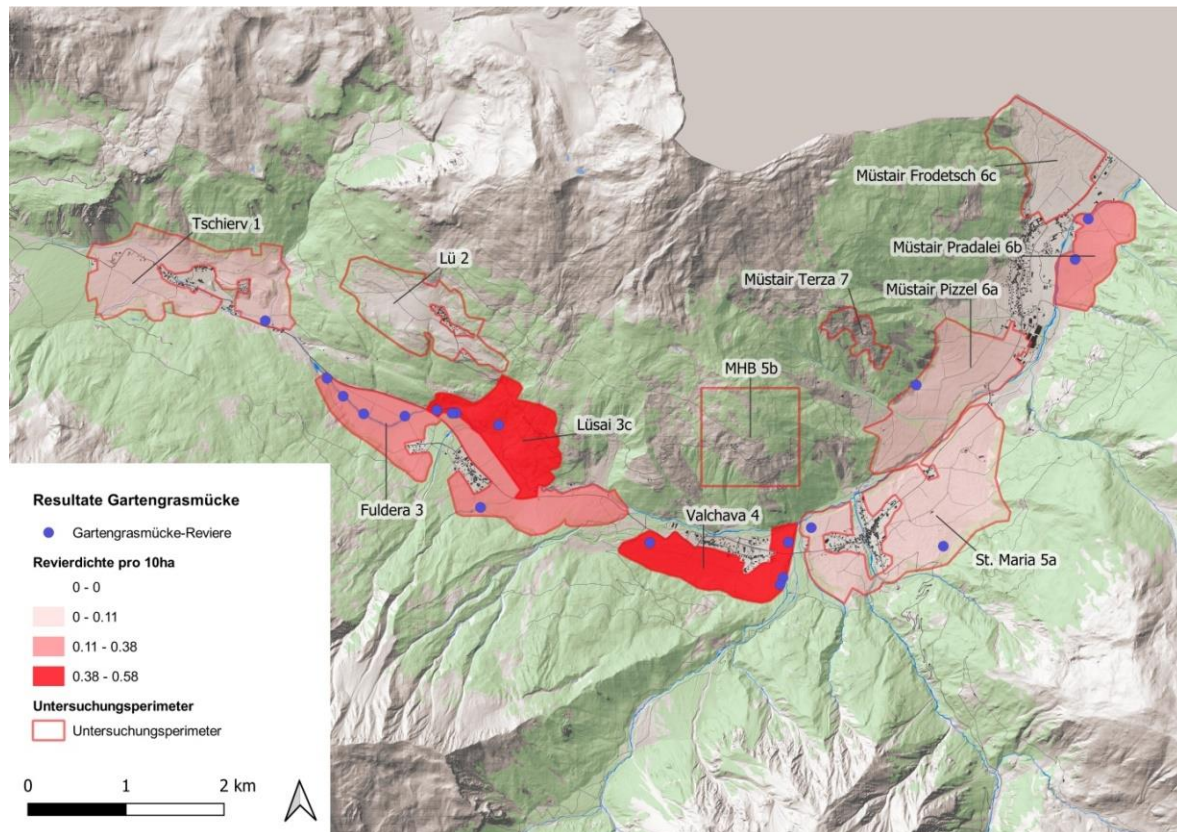 Müstair Frodetsch 6c
Tschierv 1
Müstair Pradalei 6b
Lü 2
Müstair Terza 7
Müstair Pizzel 6a
MHB 5b
Lüsai 3c
Fuldera 3
Valchava 4
St. Maria 5a
Resultate Gartengrasmücke
Gartengrasmücke-Reviere
Revierdichte pro 10ha
0 - 0
0 - 0.11
0.11 - 0.38
0.38 - 0.58
Untersuchungsperimeter
Untersuchungsperimeter
0 1 2 km